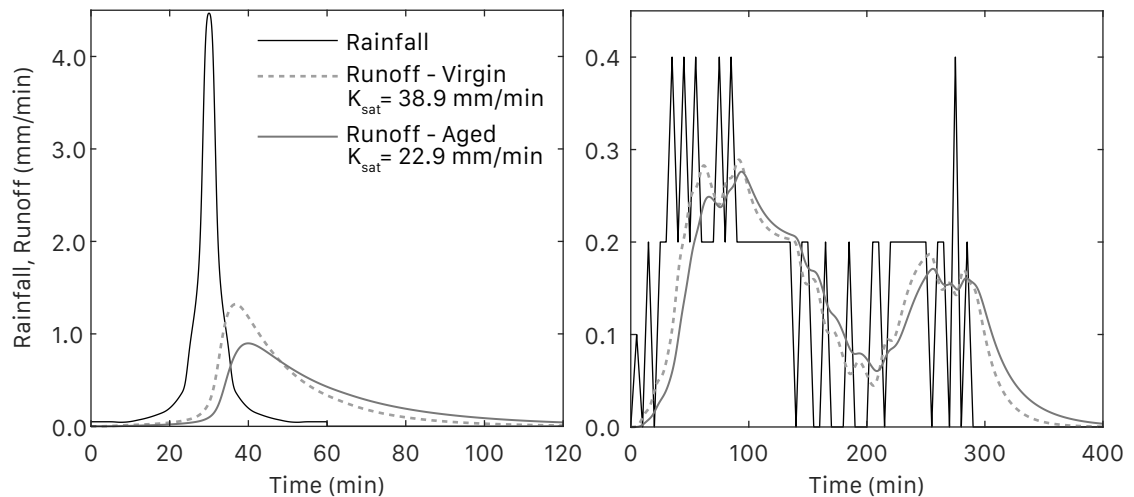 Rainfall, Runoff (mm/min)
4.0
3.0
2.0
1.0
0.0
Rainfall
Runoff - Virgin
Ksat= 38.9 mm/min
Runoff - Aged
Ksat= 22.9 mm/min
0 20 40 60 80 100 120
Time (min)
0.4
0.3
0.2
0.1
0.0
0 100 200 300 400
Time (min)